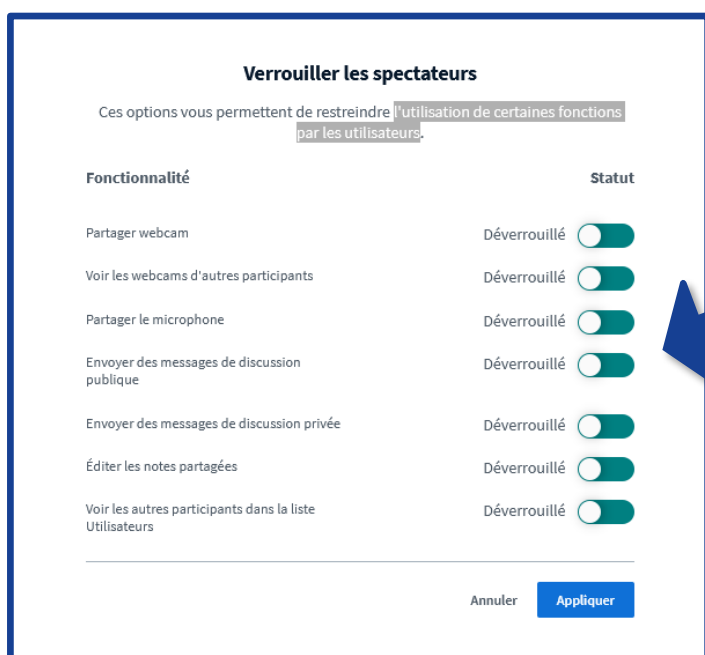 Verrouiller les spectateurs
Ces options vous permettent de restreindre l'utilisation de certaines fonctions
par les utilisateurs.
Fonctionnalité Statut
Partager webcam Déverrouillé
Voir les webcams d'autres participants Déverrouillé
Partager le microphone Déverrouillé
Envoyer des messages de discussion Déverrouillé
publique
Envoyer des messages de discussion privée Déverrouillé
Éditer les notes partagées Déverrouillé
Voir les autres participants dans la liste Déverrouillé
Utilisateurs
Annuler Appliquer